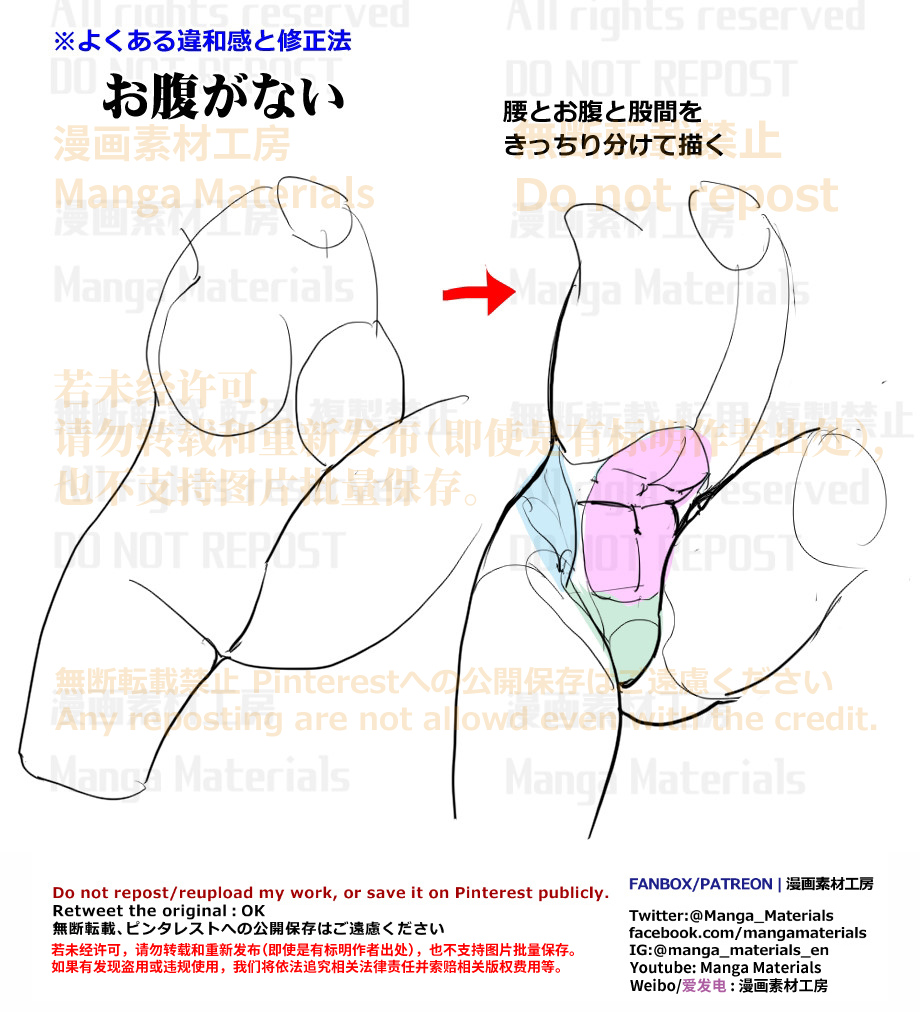 All rights reserved
All rights reserved
※よくある違和感と修正法
DO NOT REPOST
DO NOT REPOST
お腹がない
腰とお腹と股間を
きっちり分けて描く
漫画素材工房
無断転載禁止
Manga Materials
Do not repost
漫画素材工房
漫画素材工房
Manga Materials
Manga Materials
若未经许可,
無断転載 転用 複製禁止
無断転載 転用 複製禁止
请勿转载和重新发布(即使是有标明作者出处),
也不支持图片批量保存。
All rights reserved
All rights reserved
DO NOT REPOST
DO NOT REPOST
無断転載禁止 Pinterestへの公開保存はご遠慮ください
漫画素材工房
漫画素材工房
Any reposting are not allowd even with the credit.
Manga Materials
Manga Materials
Do not repost/reupload my work, or save it on Pinterest publicly.
Retweet the original : OK
無断転載、ピンタレストへの公開保存はご遠慮ください
若未经许可，请勿转载和重新发布(即使是有标明作者出处)，也不支持图片批量保存。
如果有发现盗用或违规使用，我们将依法追究相关法律责任并索赔相关版权费用等。
FANBOX/PATREON | 漫画素材工房
Twitter:@Manga_Materials
facebook.com/mangamaterials
IG:@manga_materials_en
Youtube: Manga Materials
Weibo/爱发电 : 漫画素材工房